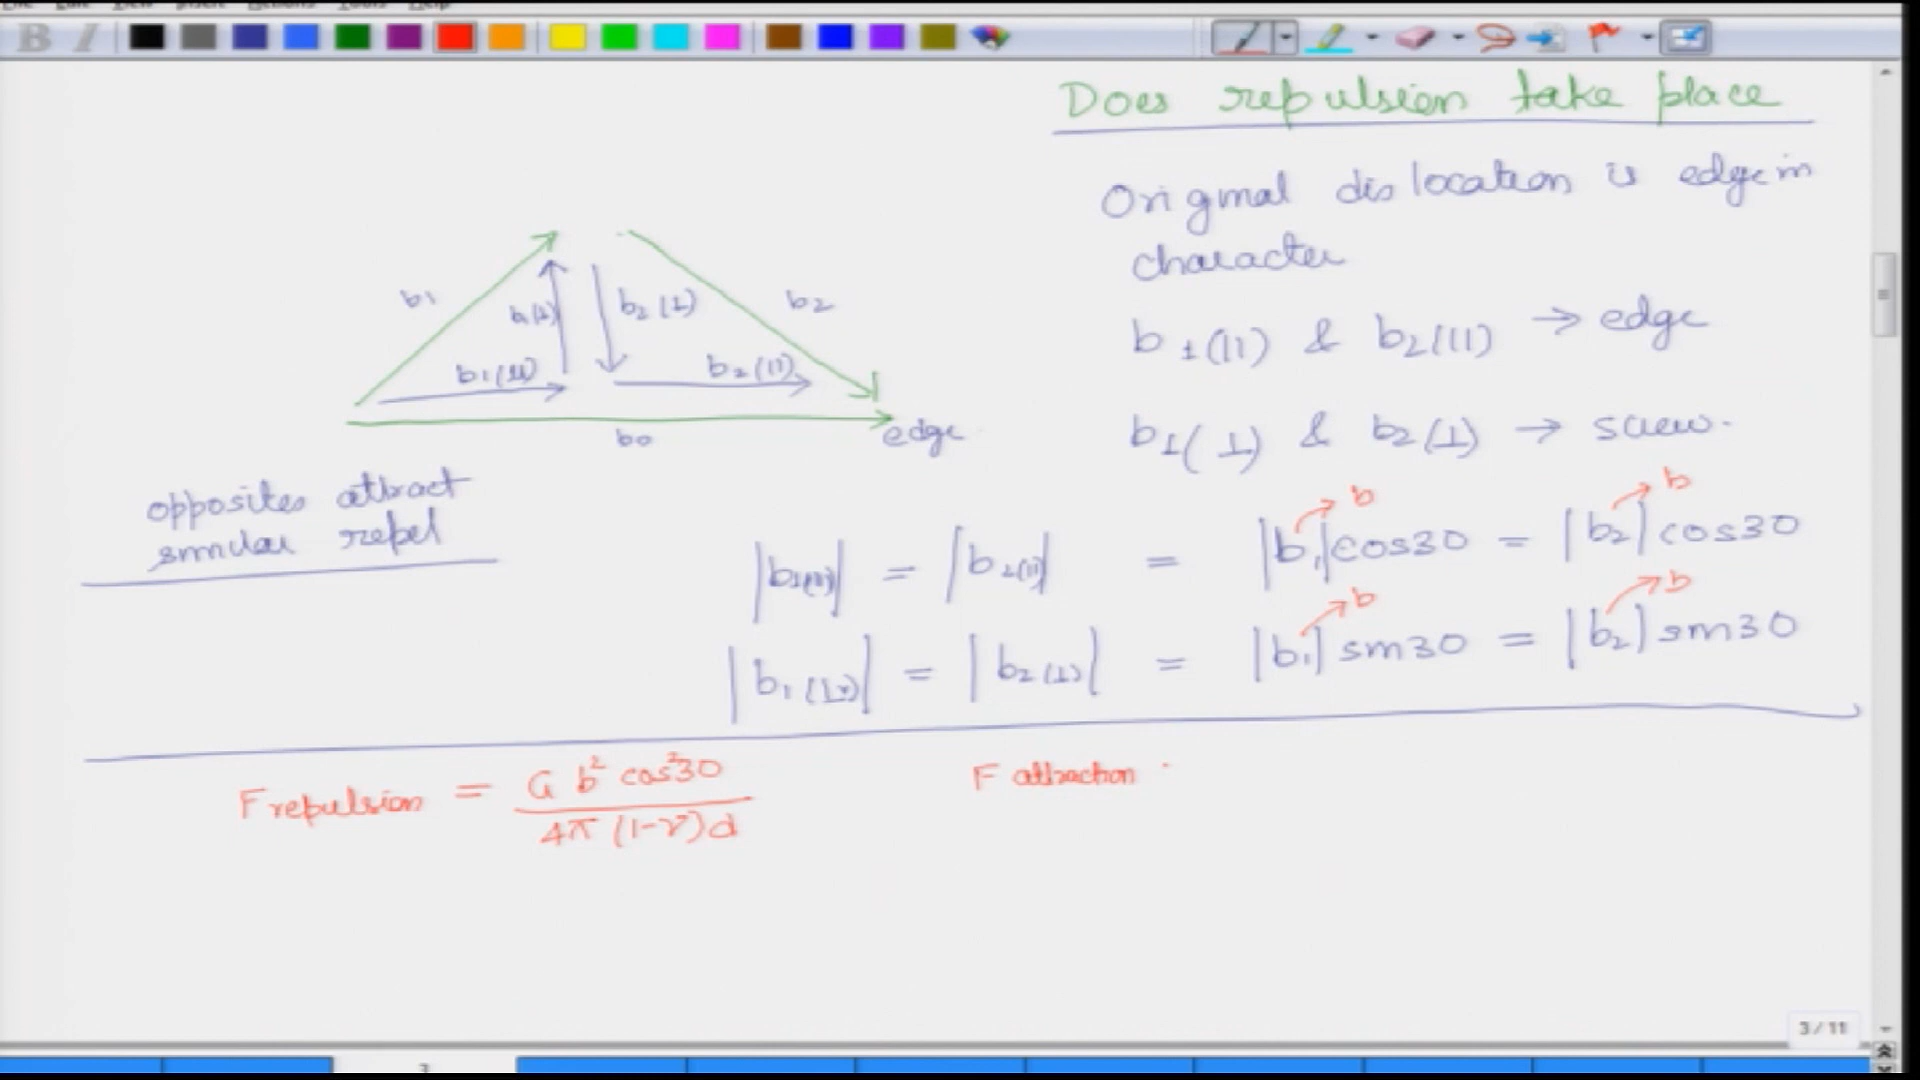 Does repulsion take place
Original dislocation is edge in
character
b1(||) & b2(||) → edge
b1(⊥) & b2(⊥) → screw.
b1
b1(⊥)
b2(⊥)
b2
b1(||)
b2(||)
b0
edge
opposites attract
similar repel
b b
|b1(||)| = |b2(||)| = |b1|cos30 = |b2|cos30
b b
|b1(⊥)| = |b2(⊥)| = |b1|sin30 = |b2|sin30
F repulsion = G b² cos²30 / 4π (1-ν)d
F attraction
3 / 11